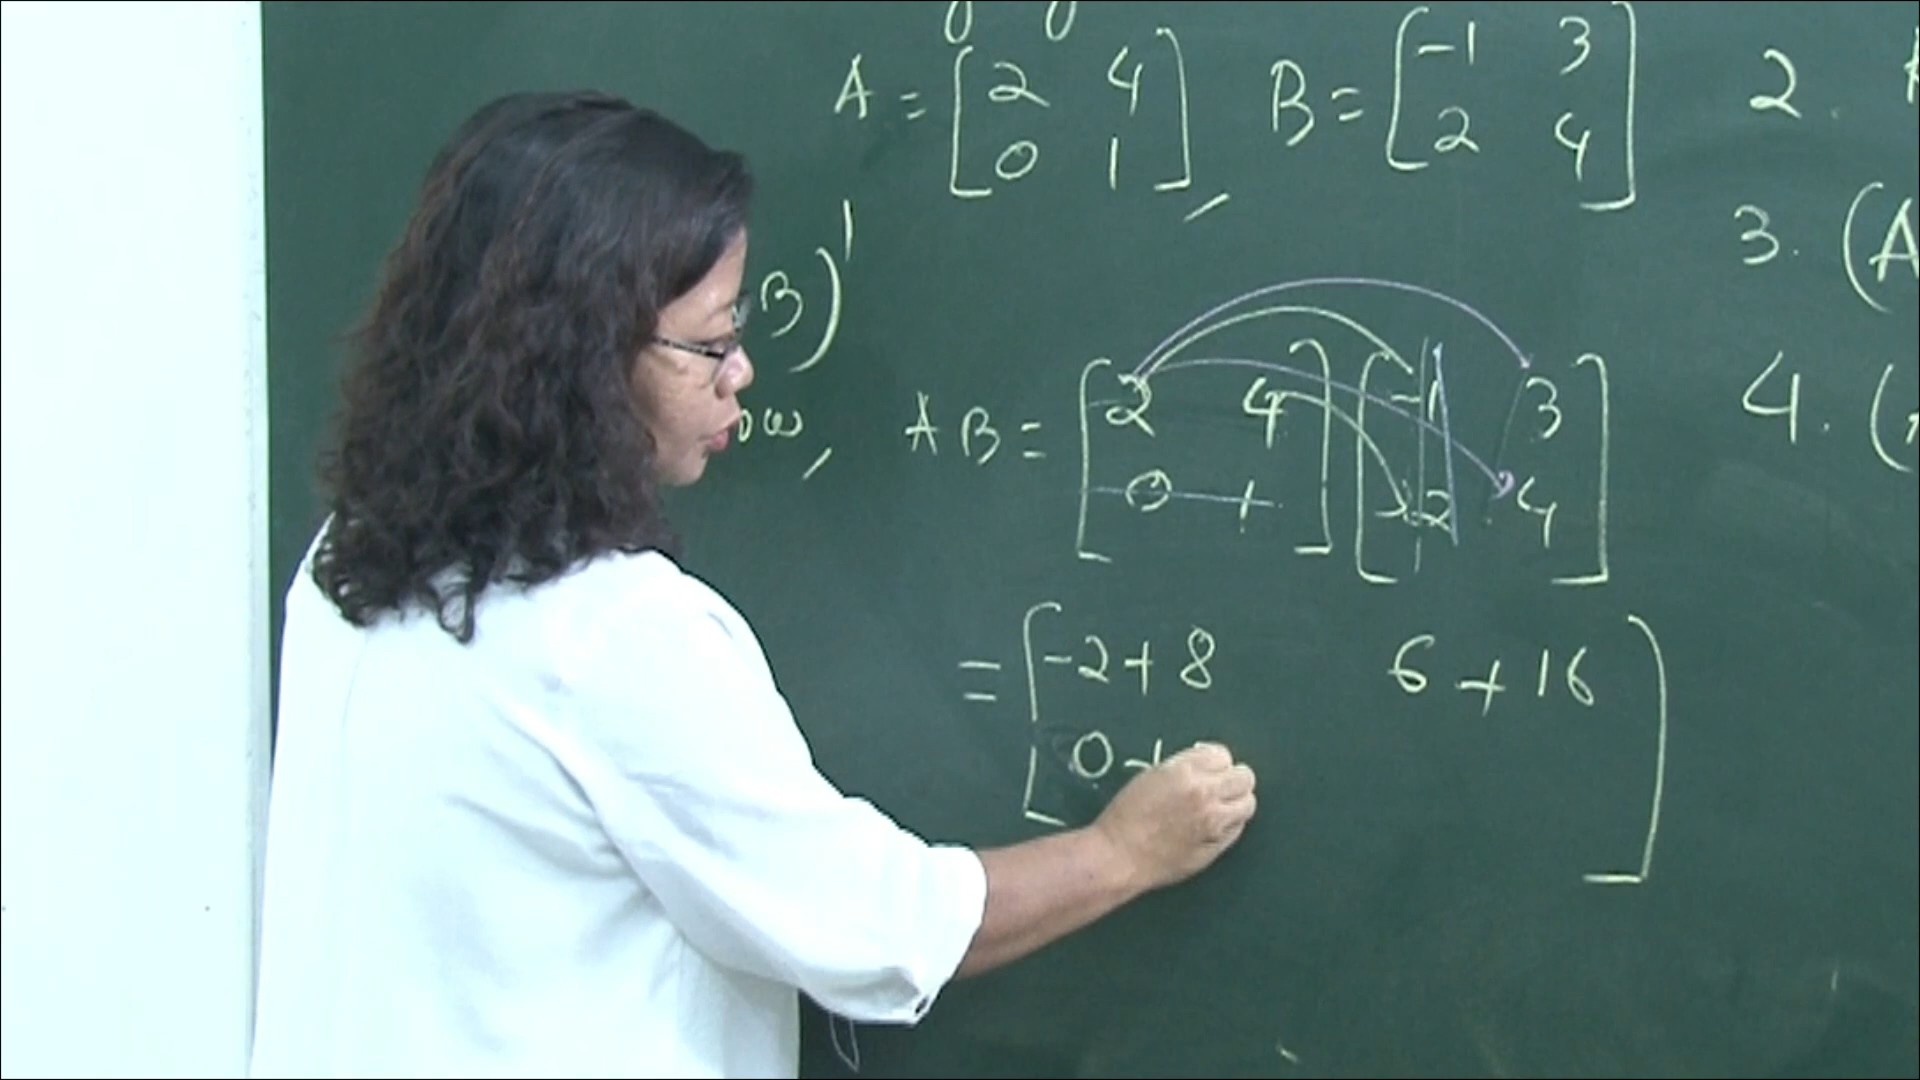 A = [ 2 4 0 1 ], B = [ -1 3 2 4 ]
2.
3. (A
B)'
4. (
ow, AB = [ 2 4 0 1 ] [ -1 3 2 4 ]
= [ -2+8 6+16
0+ ]